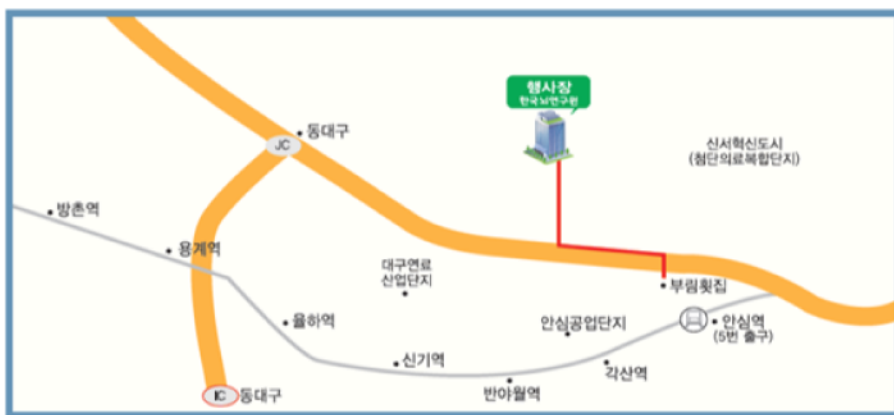 행사장
한국뇌연구원
동대구
JC
신서혁신도시
(첨단의료복합단지)
방촌역
용계역
대구연료
산업단지
부림횟집
율하역
안심공업단지
안심역
(5번 출구)
신기역
각산역
반야월역
IC
동대구